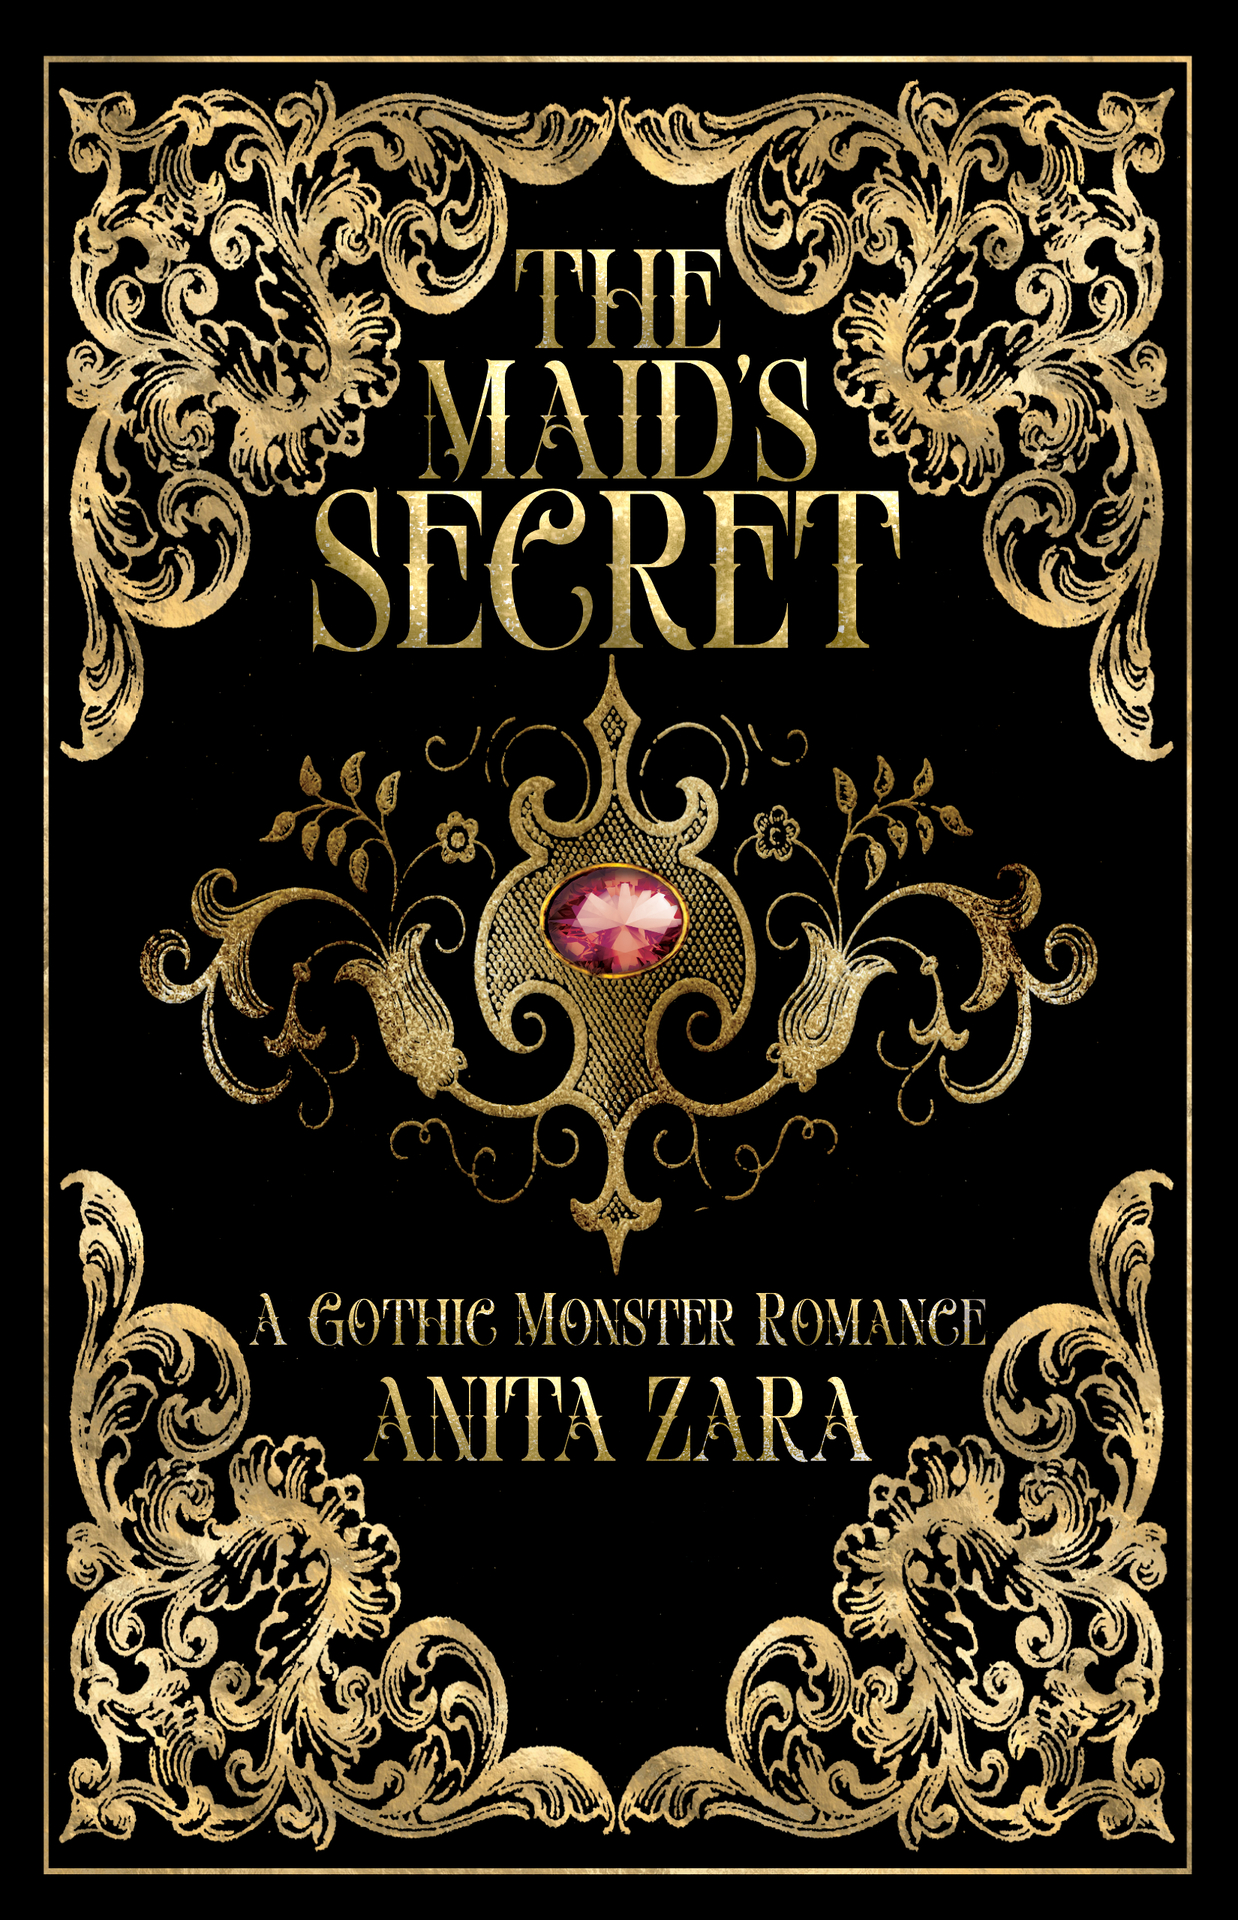 THE
MAID'S
SECRET
A GOTHIC MONSTER ROMANCE
ANITA ZARA